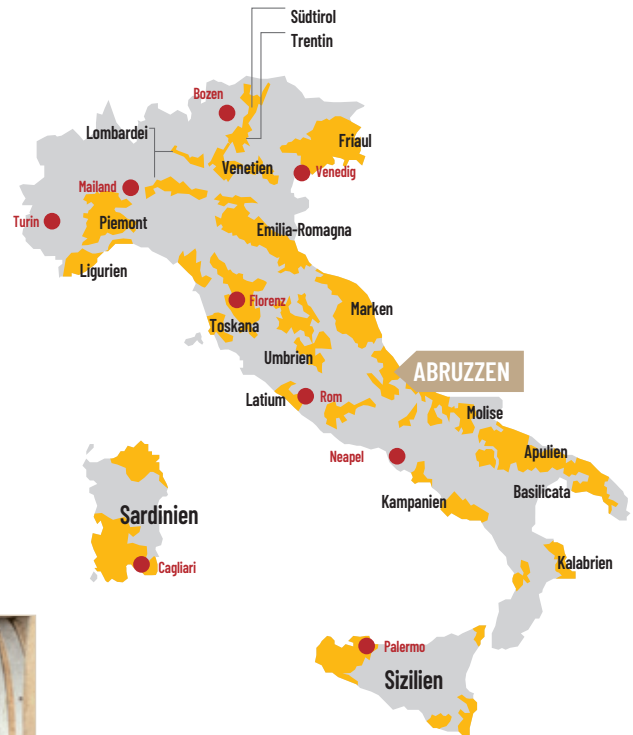 Südtirol
Trentin
Bozen
Lombardei
Friaul
Venetien
Venedig
Mailand
Turin
Piemont
Emilia-Romagna
Ligurien
Florenz
Marken
Toskana
Umbrien
ABRUZZEN
Latium
Rom
Molise
Neapel
Apulien
Basilicata
Kampanien
Sardinien
Kalabrien
Cagliari
Palermo
Sizilien